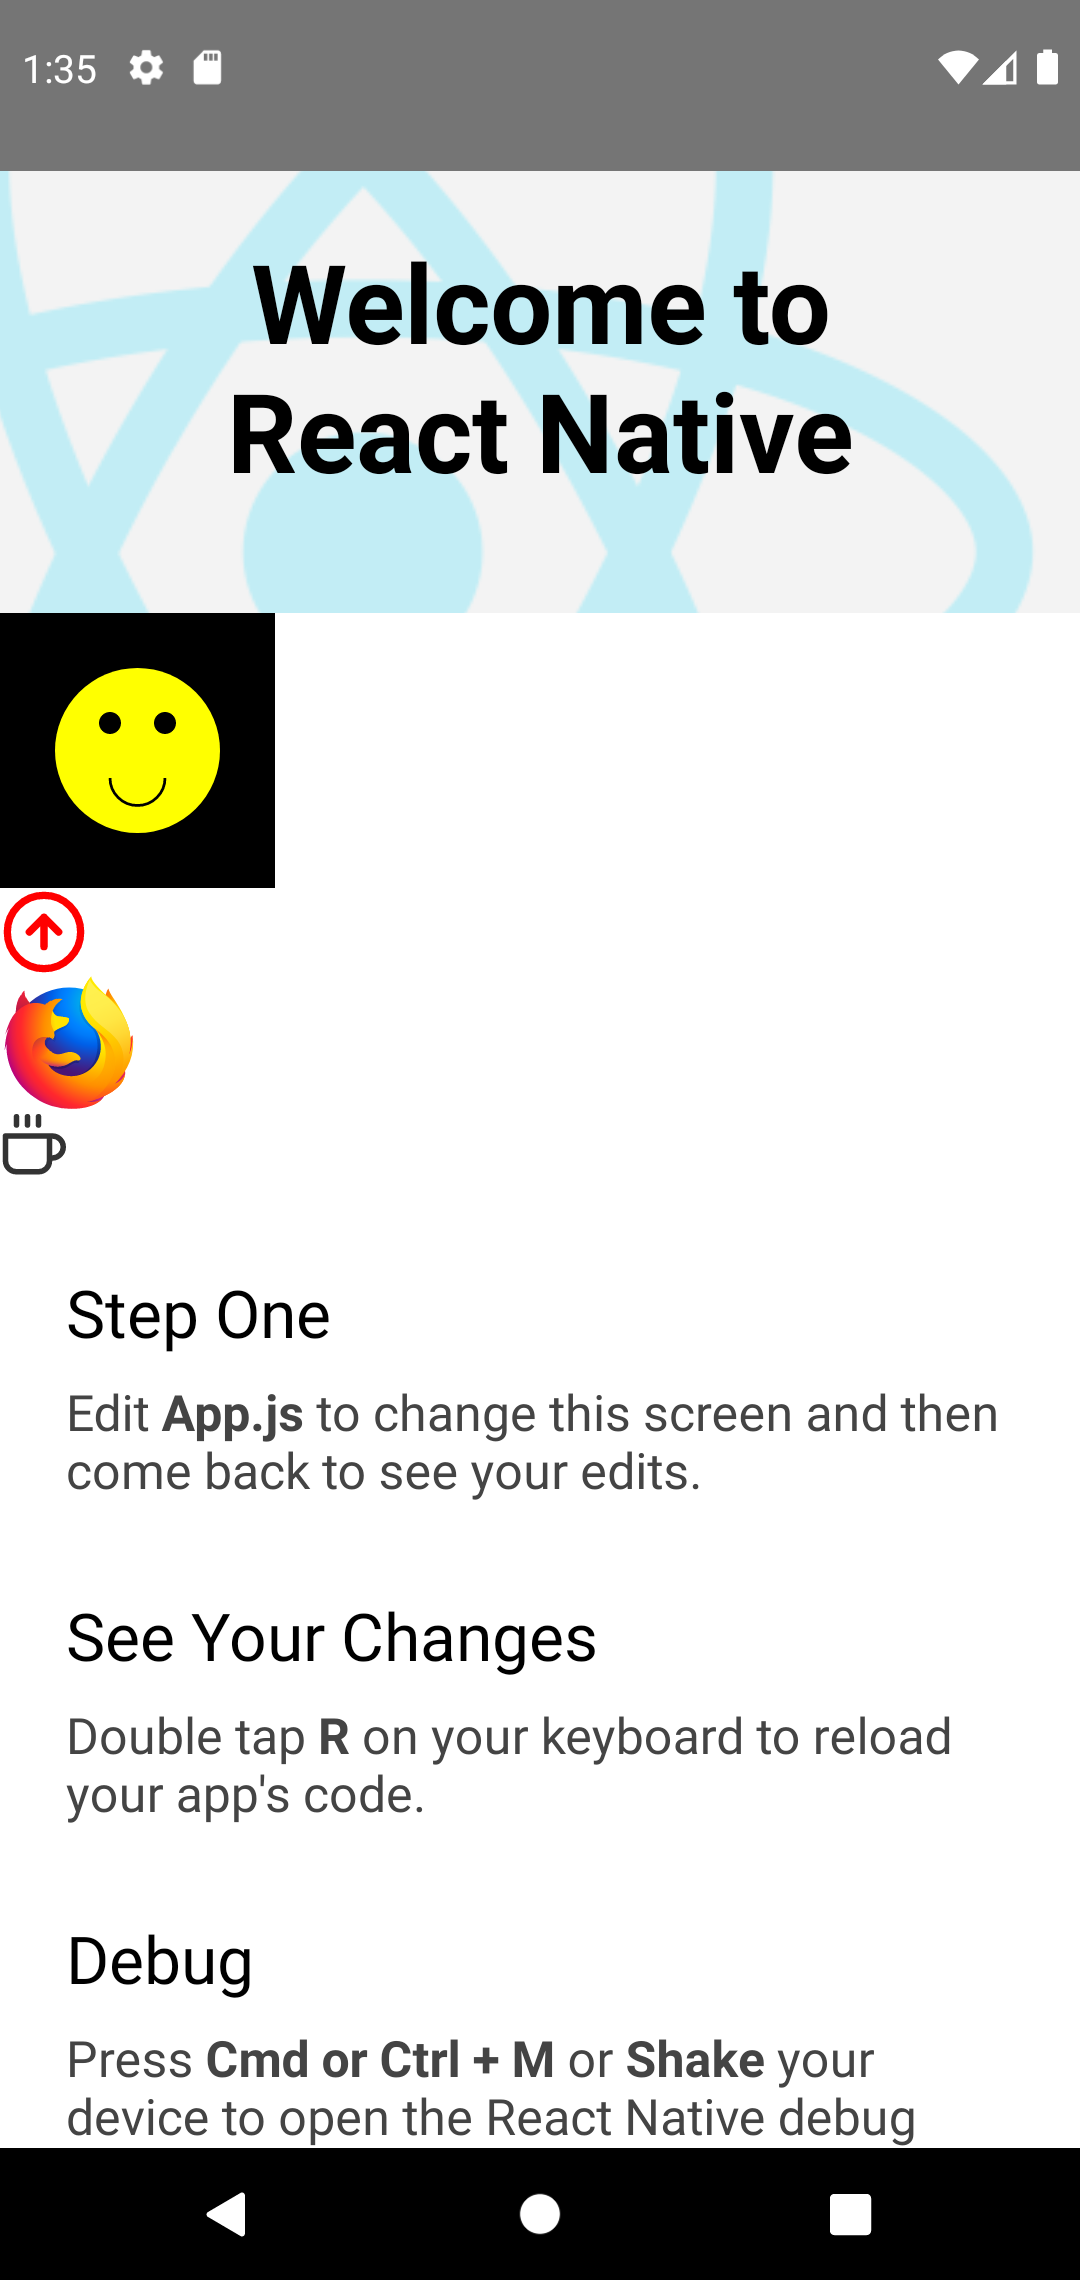 1:35
Welcome to
React Native
Step One
Edit App.js to change this screen and then
come back to see your edits.
See Your Changes
Double tap R on your keyboard to reload
your app's code.
Debug
Press Cmd or Ctrl + M or Shake your
device to open the React Native debug